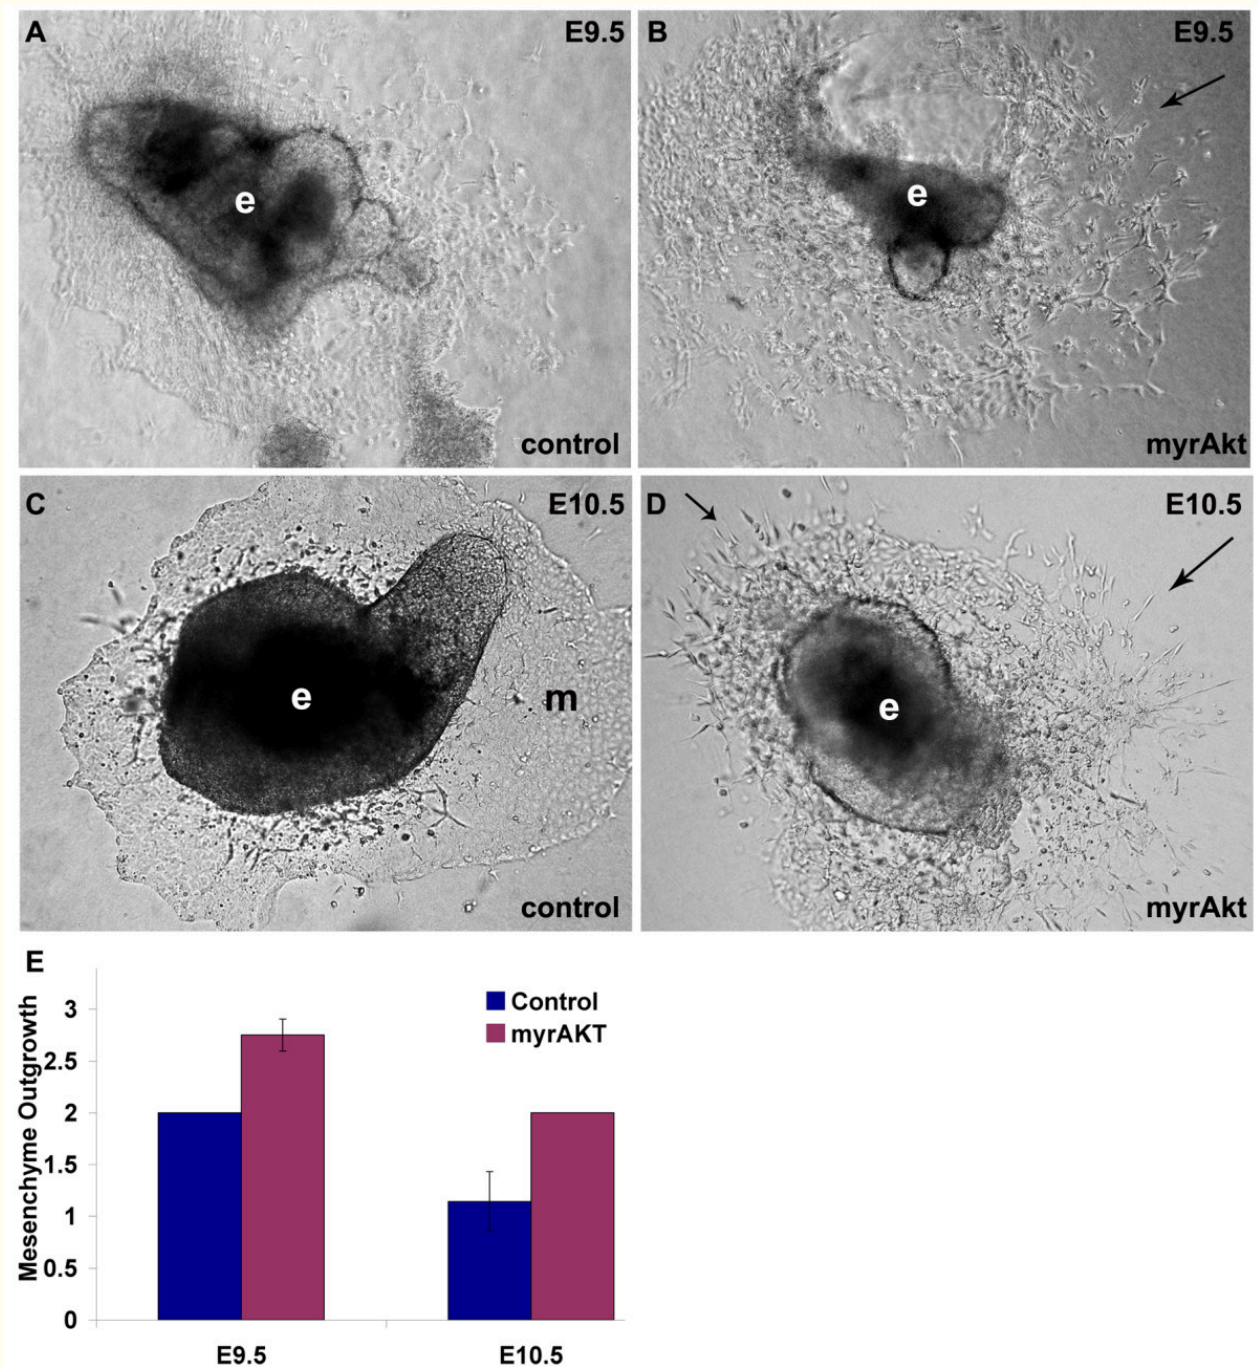 A E9.5
e
control
B E9.5
e
myrAkt
C E10.5
e m
control
D E10.5
e
myrAkt
E
Mesenchyme Outgrowth
3
2.5
2
1.5
1
0.5
0
Control
myrAKT
E9.5 E10.5